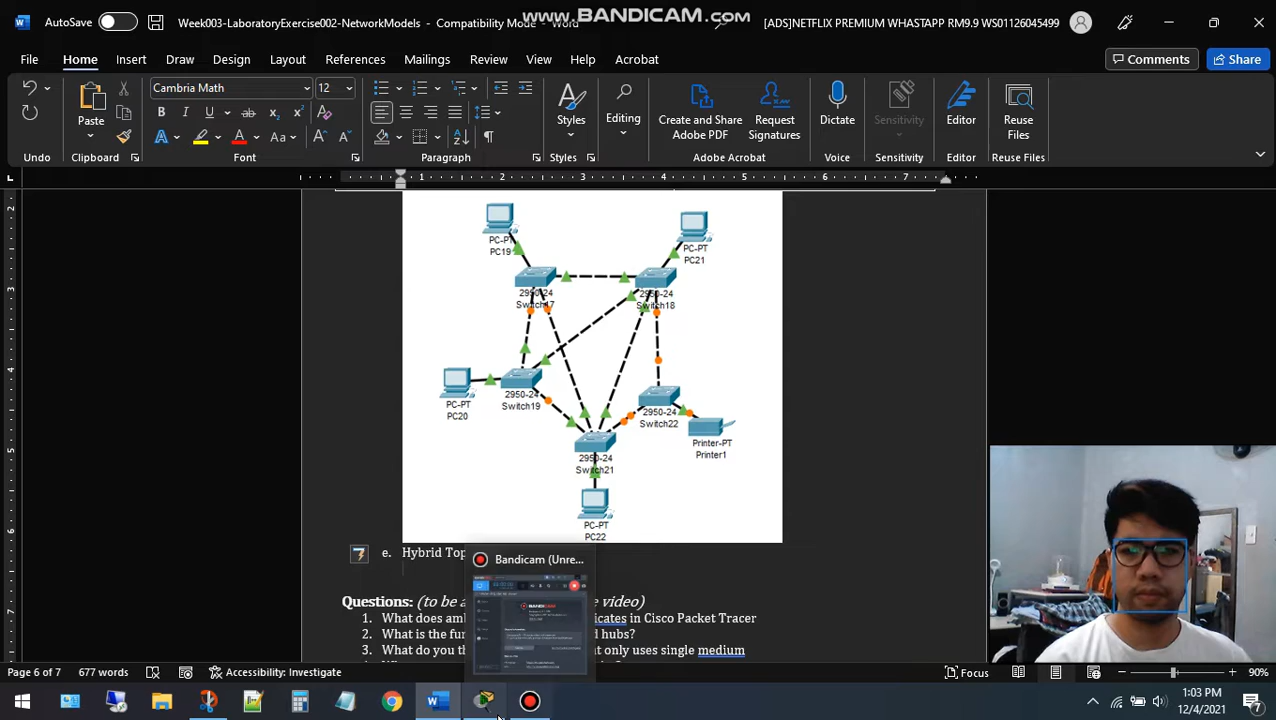 Week003-LaboratoryExercise002-NetworkModels - Compatibility Mode - Word
www.BANDICAM.com
[ADS]NETFLIX PREMIUM WHASTAPP RM9.9 WS01126045499
AutoSave Off
File Home Insert Draw Design Layout References Mailings Review View Help Acrobat Comments Share
Cambria Math 12
Paste Styles Editing Create and Share Adobe PDF Request Signatures Dictate Sensitivity Editor Reuse Files
Undo Clipboard Font Paragraph Styles Adobe Acrobat Voice Sensitivity Editor Reuse Files
1 2 3 4 5 6 7
PC-PT
PC19
PC-PT
PC21
2950-24
Switch17
2950-24
Switch18
PC-PT
PC20
2950-24
Switch19
2950-24
Switch22
Printer-PT
Printer1
2950-24
Switch21
PC-PT
PC22
e. Hybrid Top
Bandicam (Unre...
Questions: (to be a e video)
1. What does am icates in Cisco Packet Tracer
2. What is the fu d hubs?
3. What do you t t only uses single medium
Accessibility: Investigate
Focus
90%
1:03 PM
12/4/2021